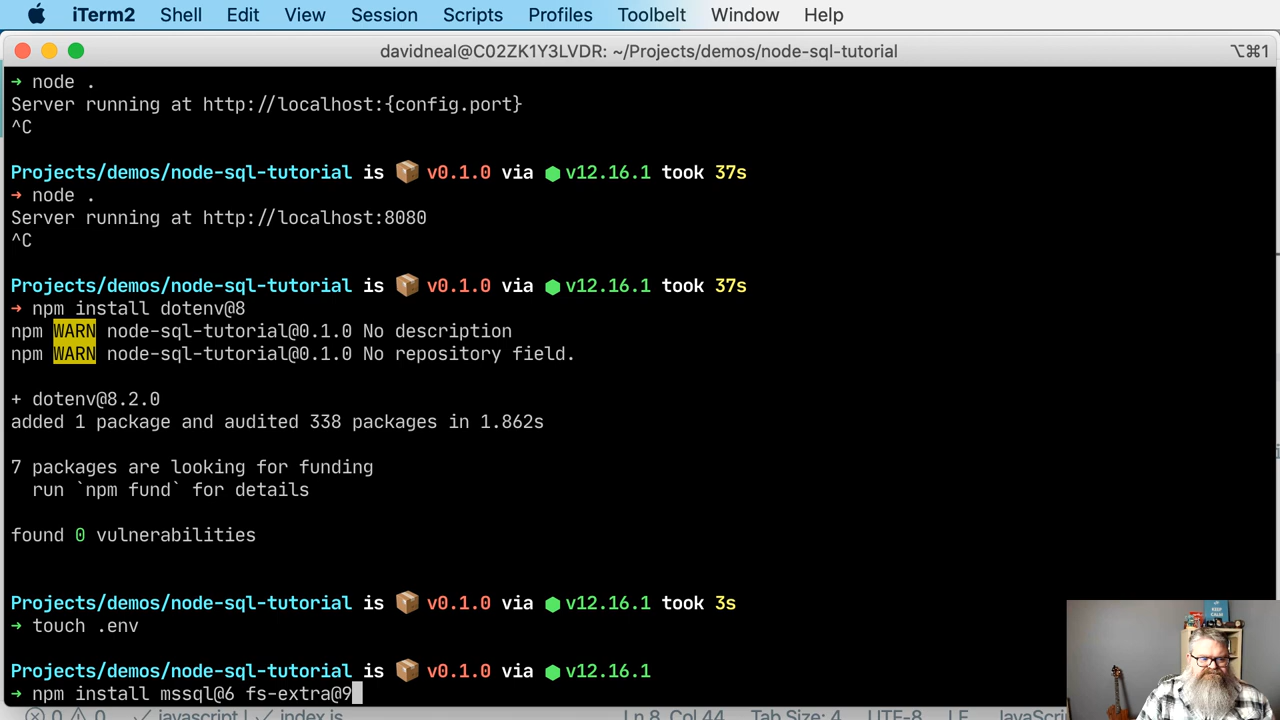 iTerm2 Shell Edit View Session Scripts Profiles Toolbelt Window Help
davidneal@C02ZK1Y3LVDR: ~/Projects/demos/node-sql-tutorial ⌥⌘1
➜ node .
Server running at http://localhost:{config.port}
^C
Projects/demos/node-sql-tutorial is 📦 v0.1.0 via ⬢ v12.16.1 took 37s
➜ node .
Server running at http://localhost:8080
^C
Projects/demos/node-sql-tutorial is 📦 v0.1.0 via ⬢ v12.16.1 took 37s
➜ npm install dotenv@8
npm WARN node-sql-tutorial@0.1.0 No description
npm WARN node-sql-tutorial@0.1.0 No repository field.
+ dotenv@8.2.0
added 1 package and audited 338 packages in 1.862s
7 packages are looking for funding
run `npm fund` for details
found 0 vulnerabilities
Projects/demos/node-sql-tutorial is 📦 v0.1.0 via ⬢ v12.16.1 took 3s
➜ touch .env
Projects/demos/node-sql-tutorial is 📦 v0.1.0 via ⬢ v12.16.1
➜ npm install mssql@6 fs-extra@9
0 0 javascript | index.js Ln 8, Col 44 Tab Size: 4 UTF-8 LF JavaScri
KEEP CALM